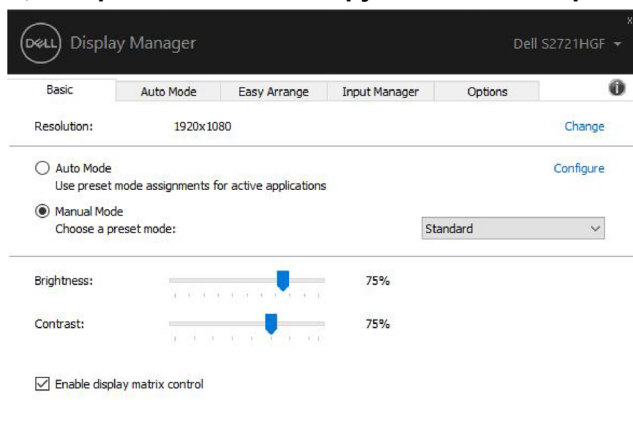 DELL Display Manager
Dell S2721HGF
Basic Auto Mode Easy Arrange Input Manager Options
Resolution: 1920x1080 Change
Auto Mode Configure
Use preset mode assignments for active applications
Manual Mode
Choose a preset mode: Standard
Brightness: 75%
Contrast: 75%
Enable display matrix control